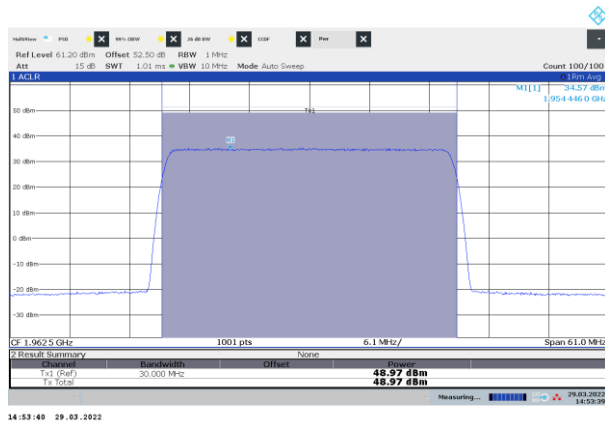 MultiView PSD 99% OBW 26 dB BW CCDF Pwr
Ref Level 61.20 dBm Offset 52.50 dB RBW 1 MHz
Att 15 dB SWT 1.01 ms VBW 10 MHz Mode Auto Sweep Count 100/100
1 ACLR 1Rm Avg
M1[1] 34.57 dBm
1.954 446 0 GHz
Tx1
50 dBm
40 dBm
M1
30 dBm
20 dBm
10 dBm
0 dBm
-10 dBm
-20 dBm
-30 dBm
CF 1.9625 GHz 1001 pts 6.1 MHz/ Span 61.0 MHz
2 Result Summary None
Channel Bandwidth Offset Power
Tx1 (Ref) 30.000 MHz 48.97 dBm
Tx Total 48.97 dBm
Measuring... 29.03.2022
14:53:39
14:53:40 29.03.2022